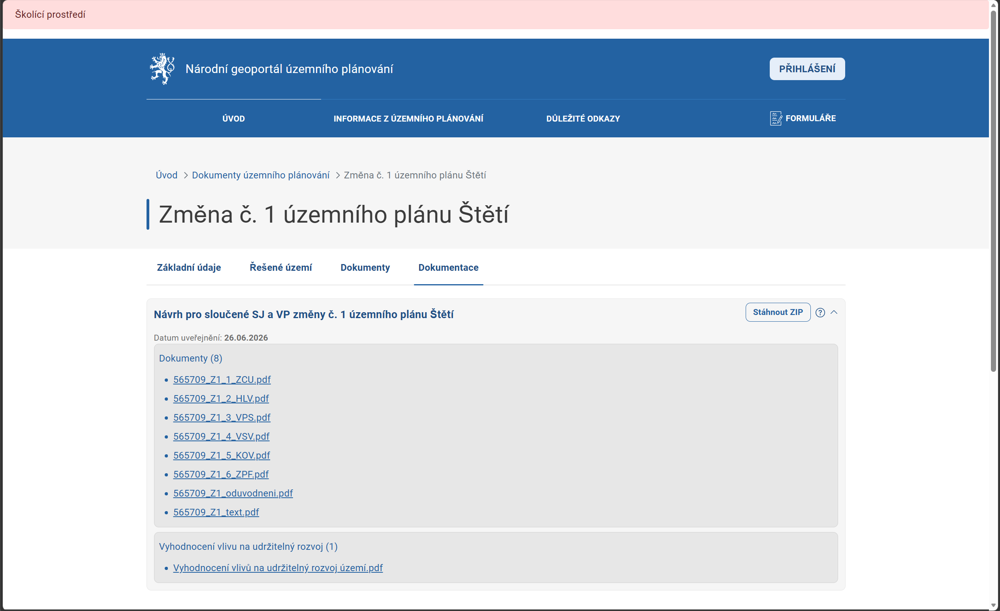 Školící prostředí
Národní geoportál územního plánování
PŘIHLÁŠENÍ
ÚVOD
INFORMACE Z ÚZEMNÍHO PLÁNOVÁNÍ
DŮLEŽITÉ ODKAZY
FORMULÁŘE
Úvod > Dokumenty územního plánování > Změna č. 1 územního plánu Štětí
Změna č. 1 územního plánu Štětí
Základní údaje
Řešené území
Dokumenty
Dokumentace
Návrh pro sloučené SJ a VP změny č. 1 územního plánu Štětí
Stáhnout ZIP
Datum uveřejnění: 26.06.2026
Dokumenty (8)
565709_Z1_1_ZCU.pdf
565709_Z1_2_HLV.pdf
565709_Z1_3_VPS.pdf
565709_Z1_4_VSV.pdf
565709_Z1_5_KOV.pdf
565709_Z1_6_ZPF.pdf
565709_Z1_oduvodneni.pdf
565709_Z1_text.pdf
Vyhodnocení vlivu na udržitelný rozvoj (1)
Vyhodnocení vlivů na udržitelný rozvoj území.pdf